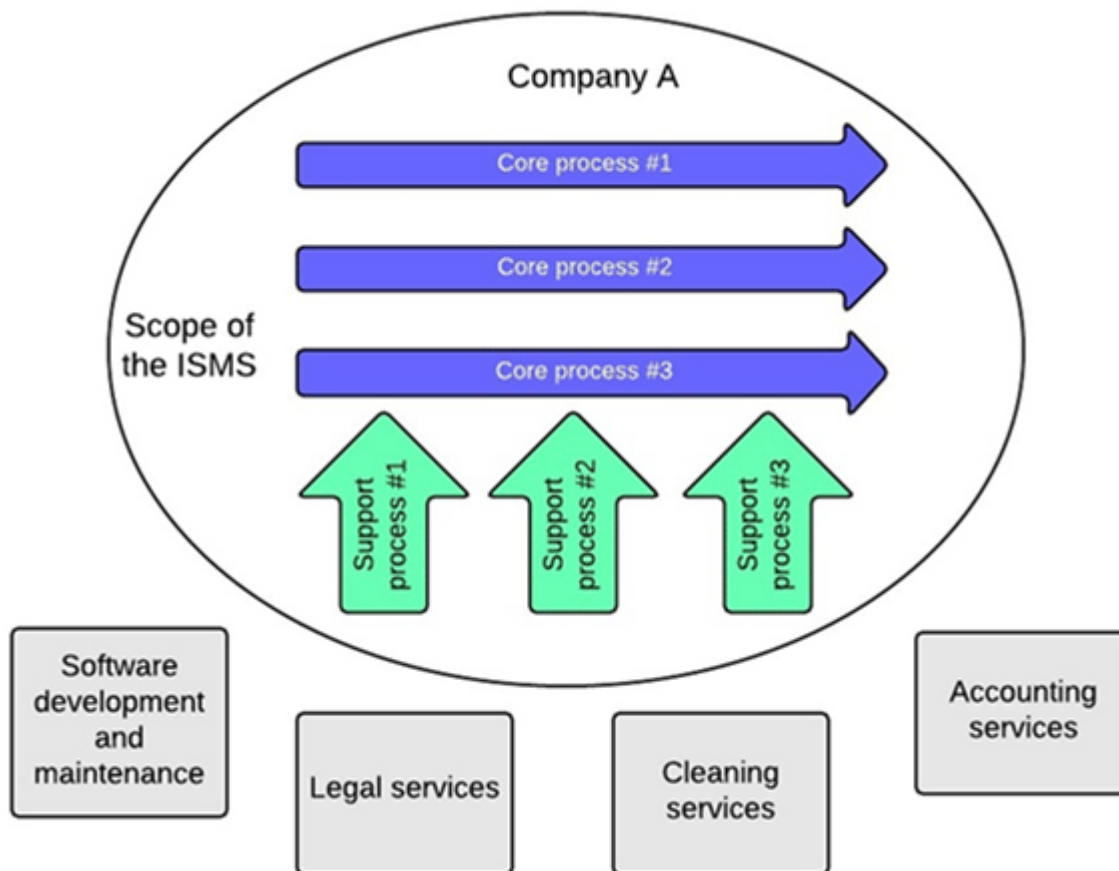 Company A
Core process #1
Core process #2
Scope of
the ISMS
Core process #3
Support
process #1
Support
process #2
Support
process #3
Software
development
and
maintenance
Legal services
Cleaning
services
Accounting
services